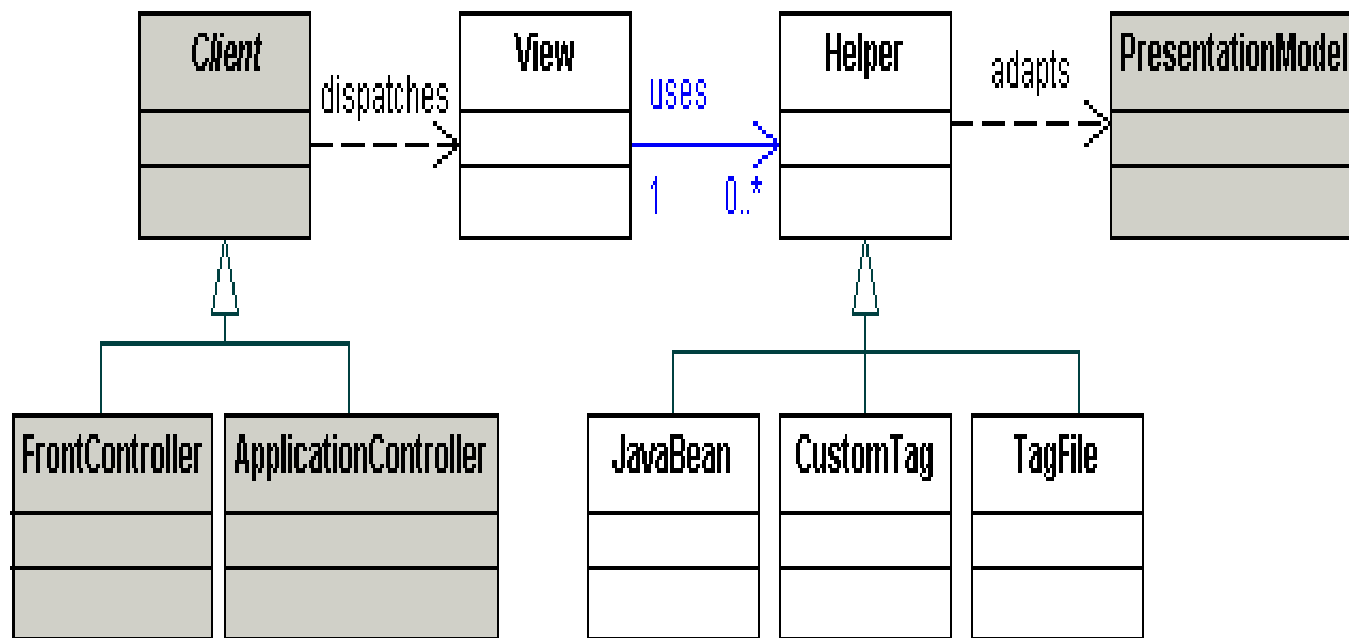 Client
View
Helper
PresentationModel
dispatches
uses
adapts
1
0..*
FrontController
ApplicationController
JavaBean
CustomTag
TagFile